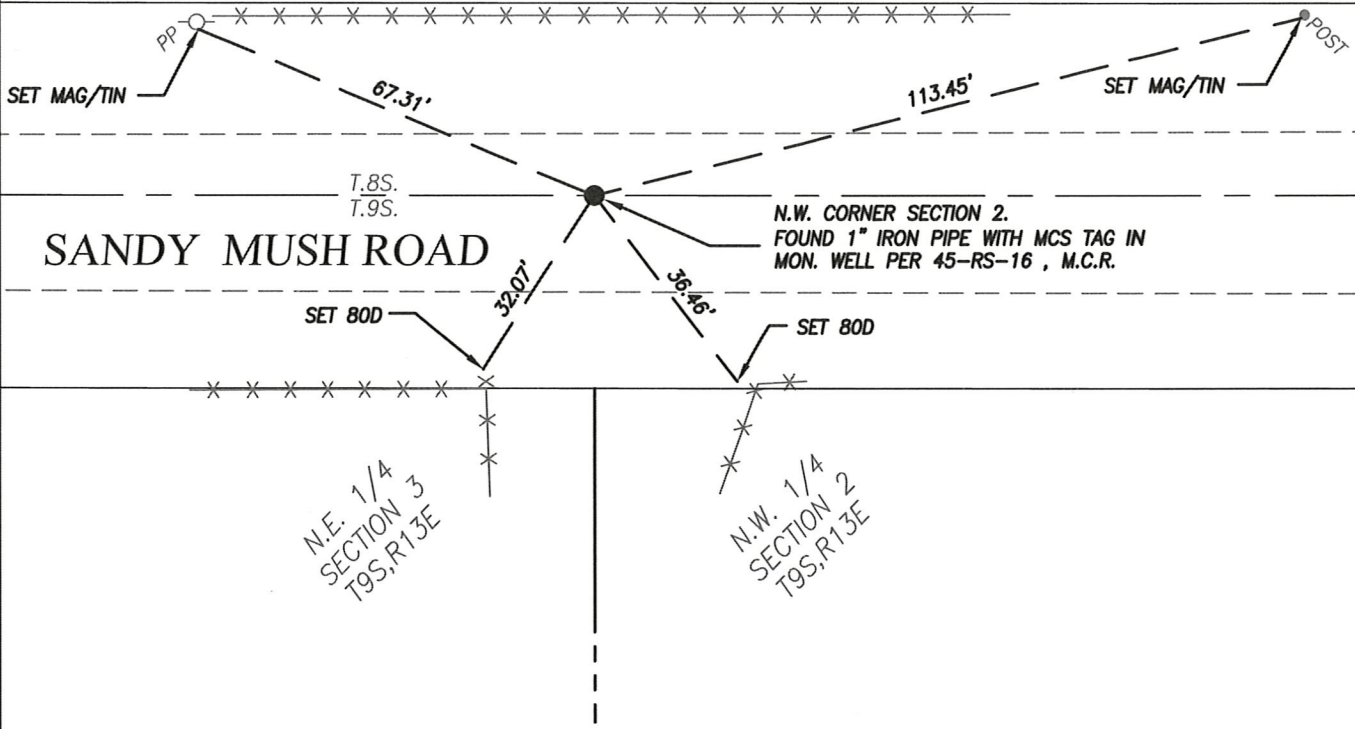 PP
POST
SET MAG/TIN
SET MAG/TIN
67.31'
113.45'
T.8S.
T.9S.
SANDY MUSH ROAD
N.W. CORNER SECTION 2.
FOUND 1" IRON PIPE WITH MCS TAG IN
MON. WELL PER 45-RS-16 , M.C.R.
32.07'
36.46'
SET 80D
SET 80D
N.E. 1/4
SECTION 3
T9S,R13E
N.W. 1/4
SECTION 2
T9S,R13E